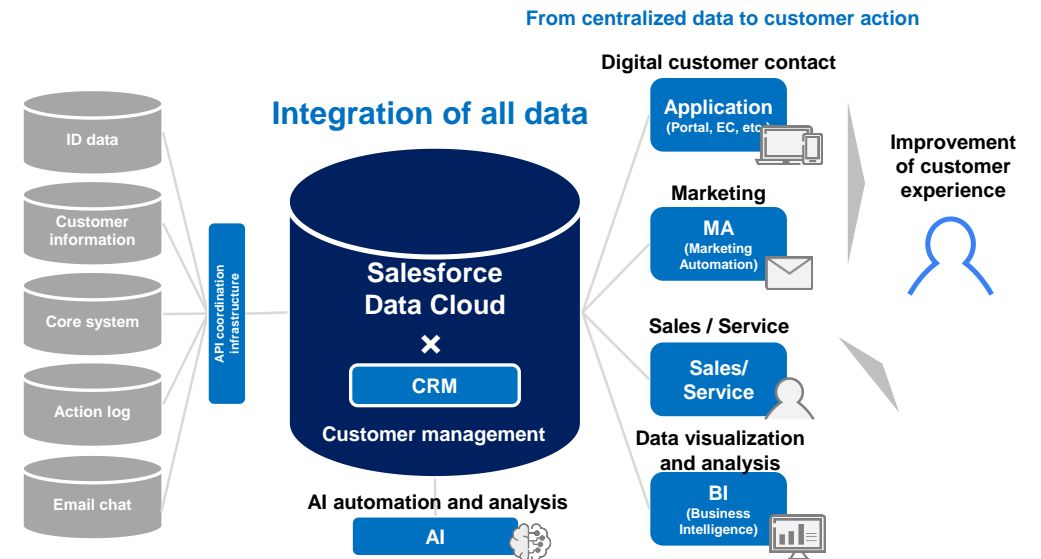 From centralized data to customer action
Integration of all data
ID data
Customer
information
Core system
Action log
Email chat
API coordination
infrastructure
Salesforce
Data Cloud
×
CRM
Customer management
AI automation and analysis
AI
Digital customer contact
Application
(Portal, EC, etc.)
Marketing
MA
(Marketing
Automation)
Sales / Service
Sales/
Service
Data visualization
and analysis
BI
(Business
Intelligence)
Improvement
of customer
experience